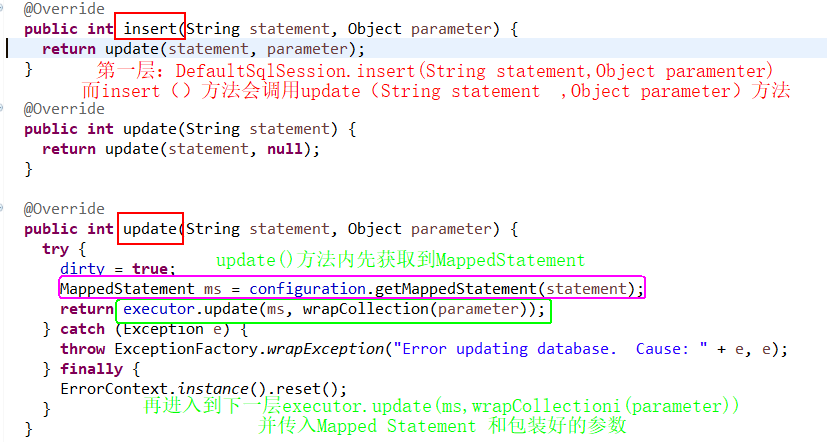 @Override
public int insert(String statement, Object parameter) {
return update(statement, parameter);
}
第一层: DefaultSqlSession.insert(String statement,Object paramenter)
而insert（）方法会调用update（String statement ,Object parameter）方法
@Override
public int update(String statement) {
return update(statement, null);
}
@Override
public int update(String statement, Object parameter) {
try {
update()方法内先获取到MappedStatement
dirty = true;
MappedStatement ms = configuration.getMappedStatement(statement);
return executor.update(ms, wrapCollection(parameter));
} catch (Exception e) {
throw ExceptionFactory.wrapException("Error updating database.  Cause: " + e, e);
} finally {
ErrorContext.instance().reset();
再进入到下一层executor.update(ms,wrapCollectioni(parameter))
}
并传入Mapped Statement 和包装好的参数
}